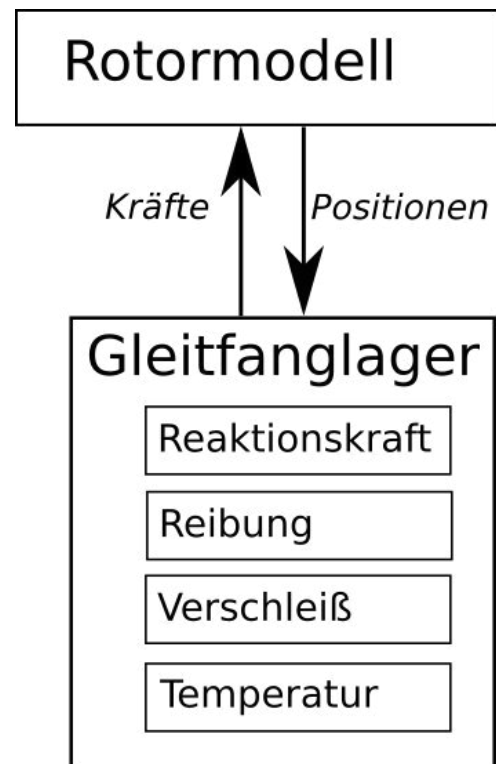 Rotormodell
Kräfte
Positionen
Gleitfanglager
Reaktionskraft
Reibung
Verschleiß
Temperatur